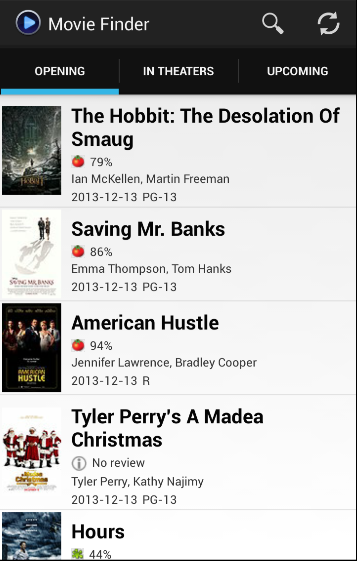 Movie Finder
OPENING
IN THEATERS
UPCOMING
The Hobbit: The Desolation Of
Smaug
79%
Ian McKellen, Martin Freeman
2013-12-13 PG-13
SAVING MR. BANKS
Saving Mr. Banks
86%
Emma Thompson, Tom Hanks
2013-12-13 PG-13
AMERICAN
HUSTLE
American Hustle
94%
Jennifer Lawrence, Bradley Cooper
2013-12-13 R
Christmas
Tyler Perry's A Madea
Christmas
No review
Tyler Perry, Kathy Najimy
2013-12-13 PG-13
Hours
44%